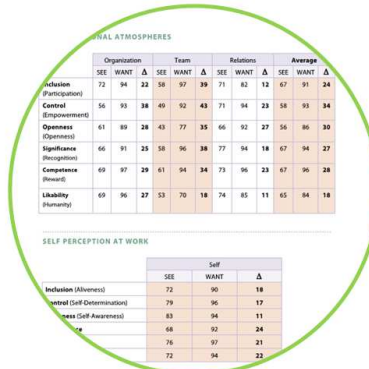 NAL ATMOSPHERES
Organization Team Relations Average
SEE WANT Δ SEE WANT Δ SEE WANT Δ SEE WANT Δ
Inclusion 72 94 22 58 97 39 71 82 12 67 91 24
(Participation)
Control 56 93 38 49 92 43 71 94 23 58 93 34
(Empowerment)
Openness 61 89 28 43 77 35 66 92 27 56 86 30
(Openness)
Significance 66 91 25 58 96 38 77 94 18 67 94 27
(Recognition)
Competence 69 97 29 61 94 34 73 96 23 67 96 28
(Reward)
Likability 69 96 27 53 70 18 74 85 11 65 84 18
(Humanity)
SELF PERCEPTION AT WORK
Self
SEE WANT Δ
Inclusion (Aliveness) 72 90 18
ntrol (Self-Determination) 79 96 17
ness (Self-Awareness) 83 94 11
ce 68 92 24
76 97 21
72 94 22